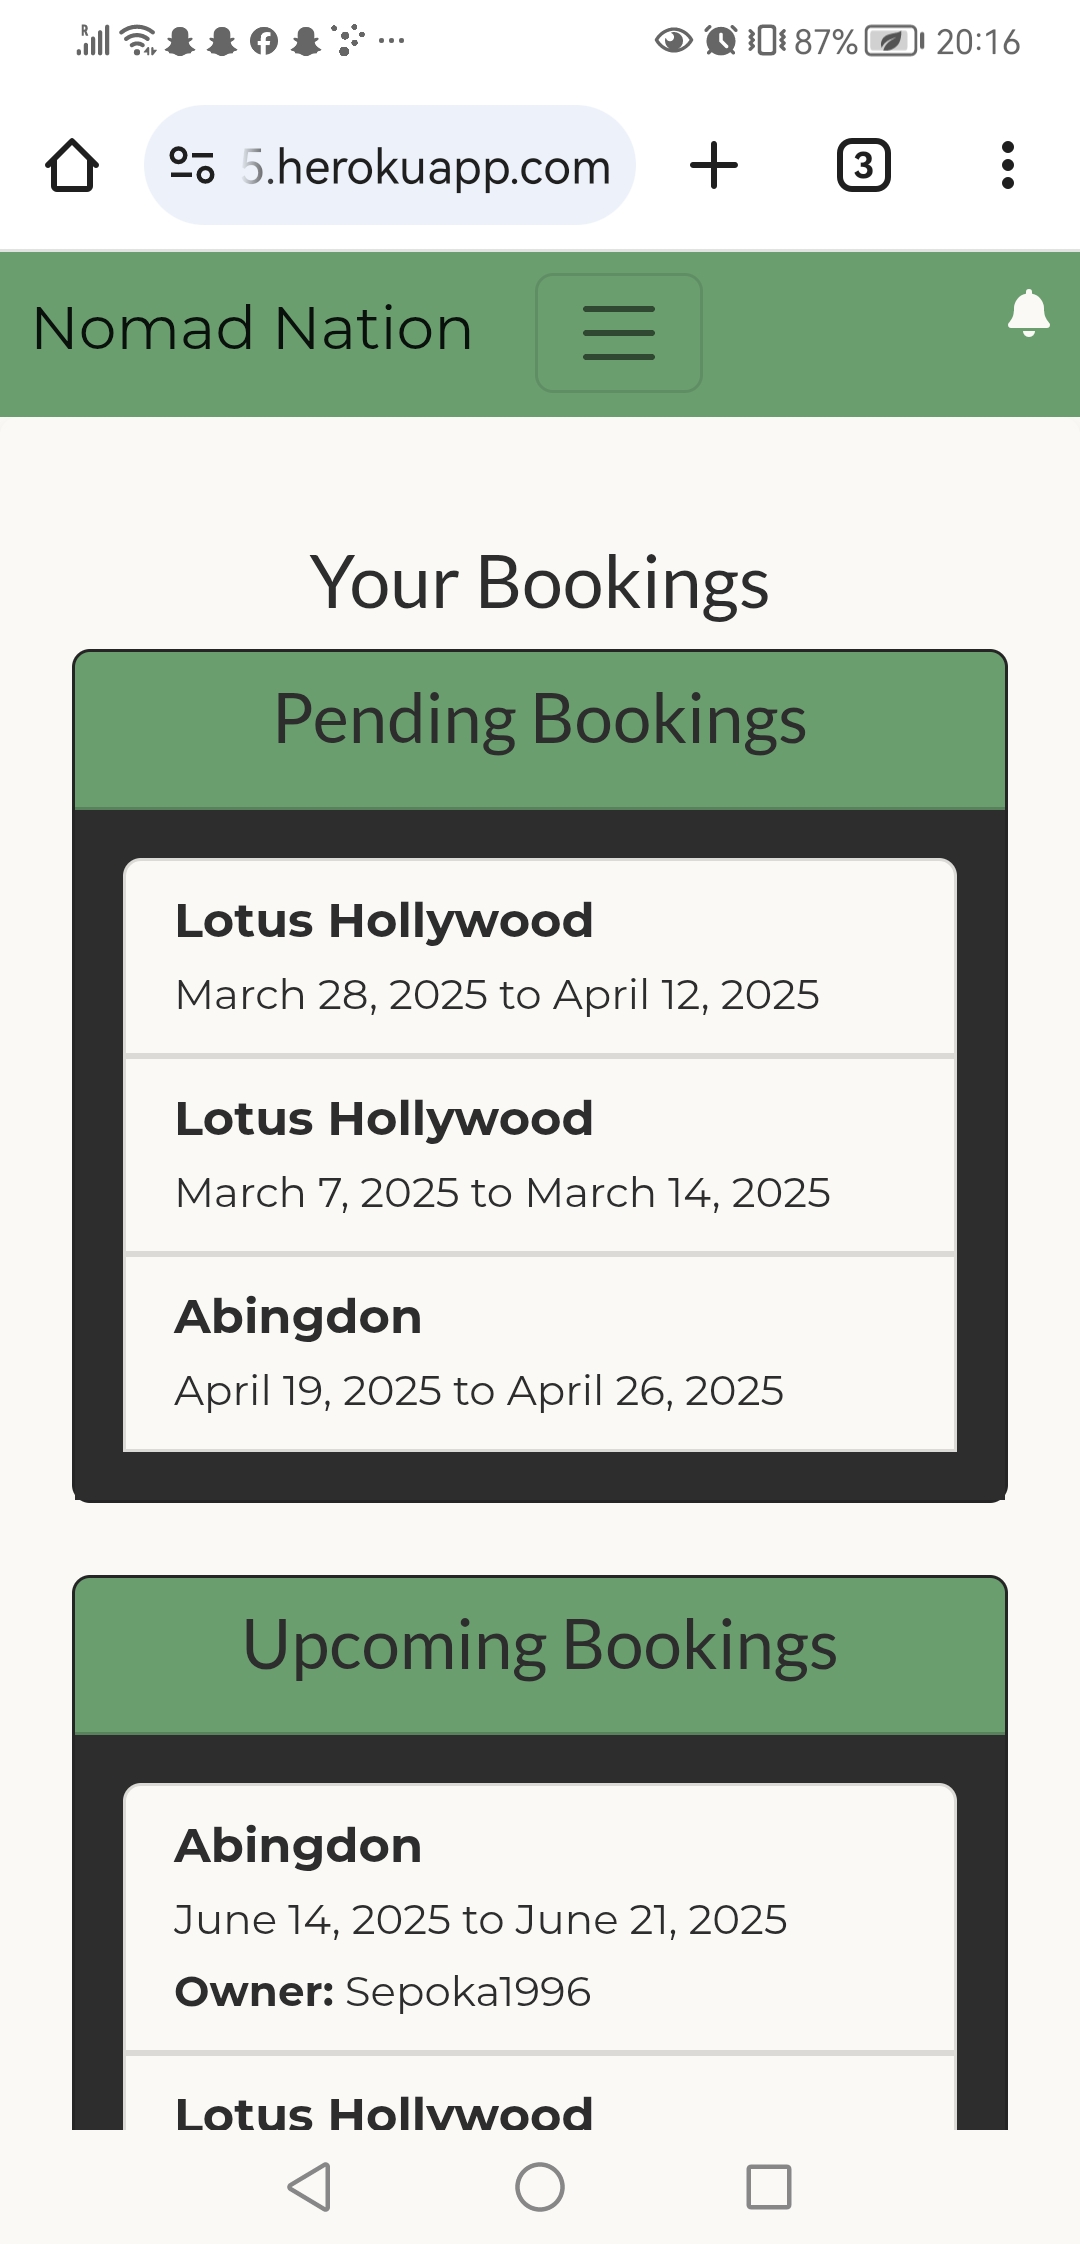 87% 20:16
5.herokuapp.com 3
Nomad Nation
Your Bookings
Pending Bookings
Lotus Hollywood
March 28, 2025 to April 12, 2025
Lotus Hollywood
March 7, 2025 to March 14, 2025
Abingdon
April 19, 2025 to April 26, 2025
Upcoming Bookings
Abingdon
June 14, 2025 to June 21, 2025
Owner: Sepoka1996
Lotus Hollywood